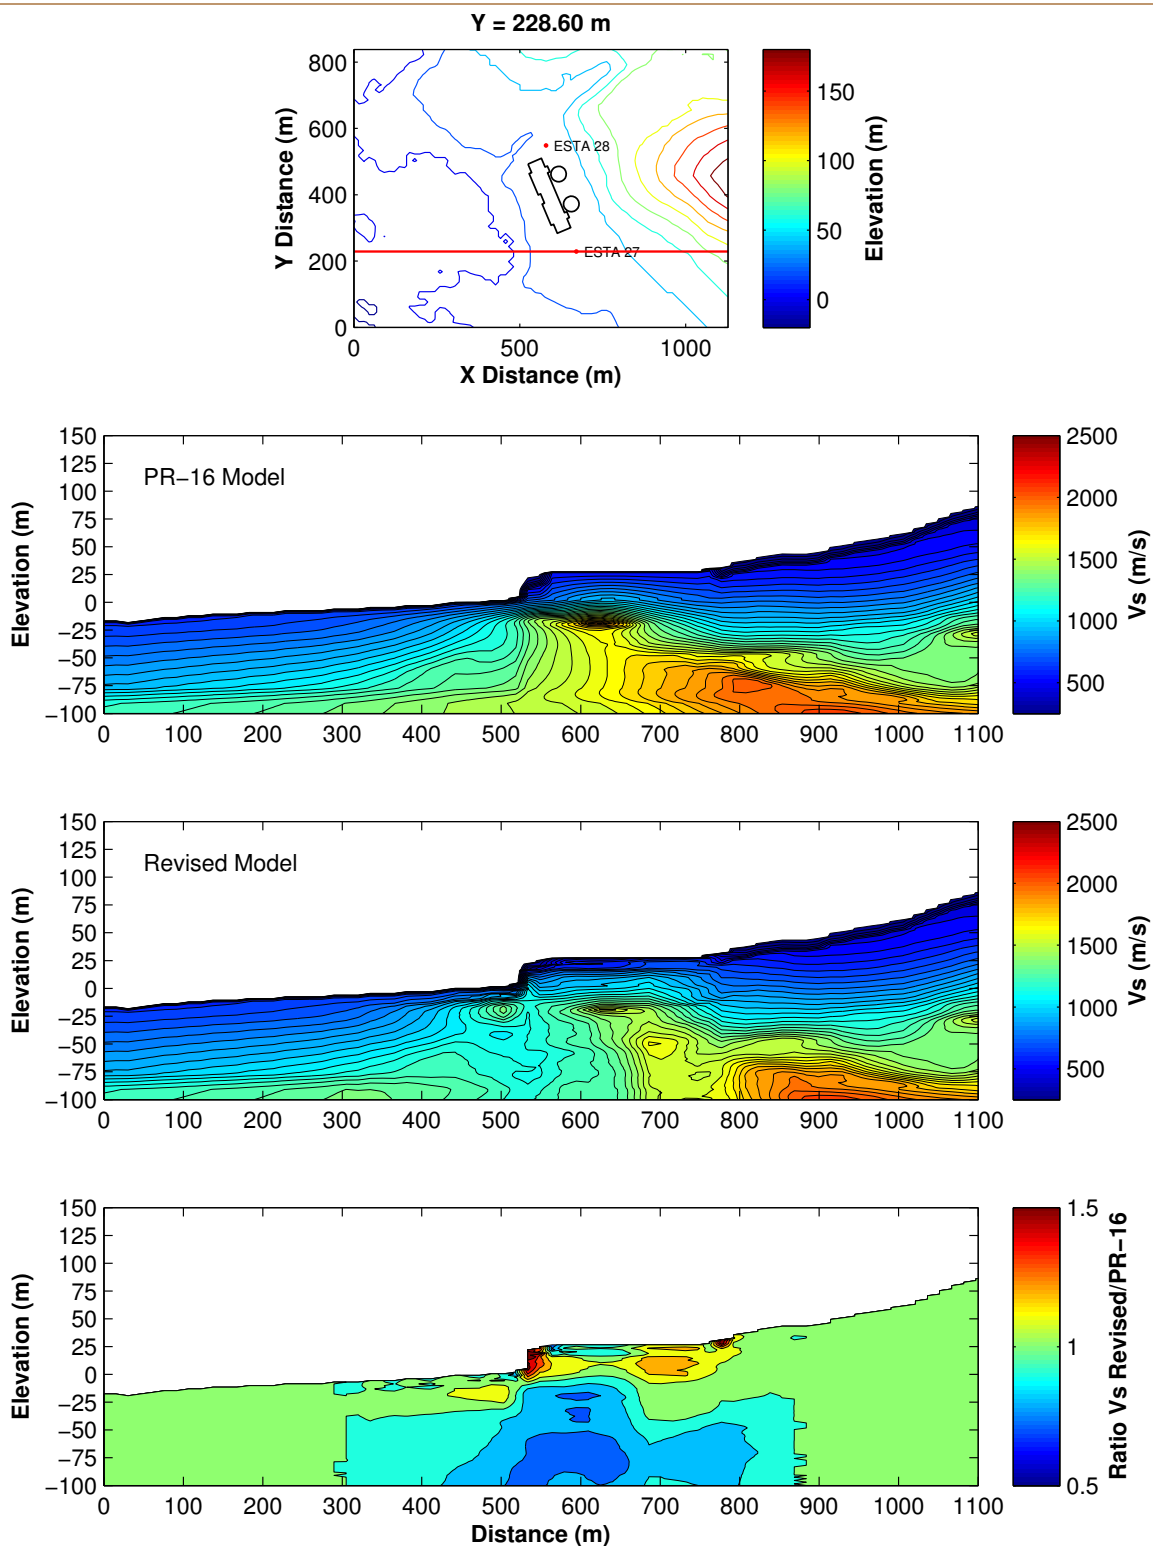 Y = 228.60 m
800
600
400
200
0
Y Distance (m)
0 500 1000
X Distance (m)
ESTA 28
ESTA 27
150
100
50
0
Elevation (m)
150
125
100
75
50
25
0
−25
−50
−75
−100
Elevation (m)
PR−16 Model
0 100 200 300 400 500 600 700 800 900 1000 1100
2500
2000
1500
1000
500
Vs (m/s)
150
125
100
75
50
25
0
−25
−50
−75
−100
Elevation (m)
Revised Model
0 100 200 300 400 500 600 700 800 900 1000 1100
2500
2000
1500
1000
500
Vs (m/s)
150
125
100
75
50
25
0
−25
−50
−75
−100
Elevation (m)
0 100 200 300 400 500 600 700 800 900 1000 1100
Distance (m)
1.5
1
0.5
Ratio Vs Revised/PR−16